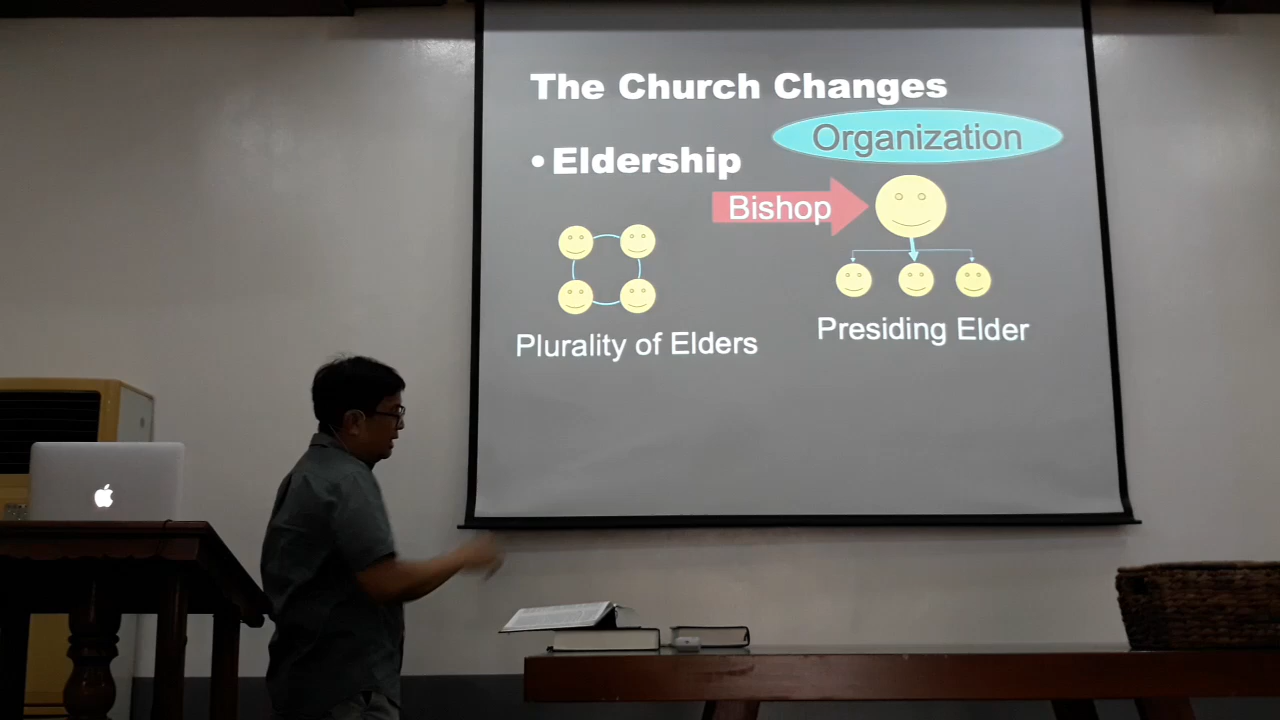 The Church Changes
Organization
• Eldership
Bishop
Plurality of Elders
Presiding Elder